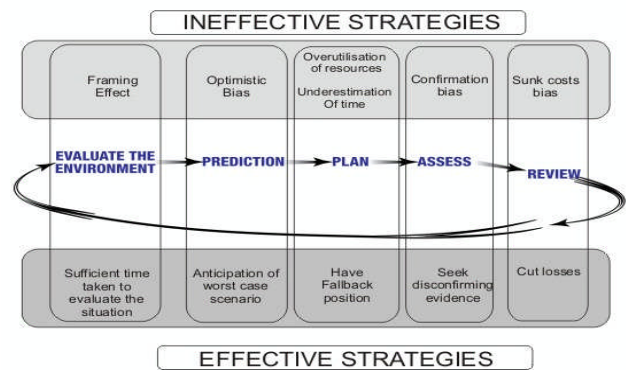 INEFFECTIVE STRATEGIES
Framing
Effect
Optimistic
Bias
Overutilisation
of resources
Underestimation
Of time
Confirmation
bias
Sunk costs
bias
EVALUATE THE
ENVIRONMENT
PREDICTION
PLAN
ASSESS
REVIEW
Sufficient time
taken to
evaluate the
situation
Anticipation of
worst case
scenario
Have
Fallback
position
Seek
disconfirming
evidence
Cut losses
EFFECTIVE STRATEGIES